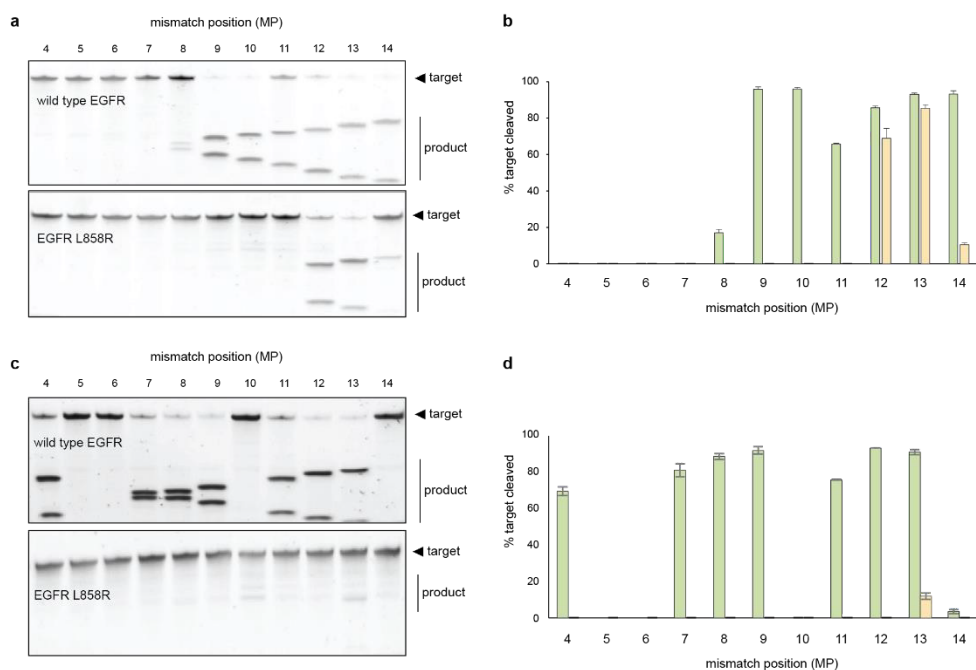 a
mismatch position (MP)
4 5 6 7 8 9 10 11 12 13 14
target
wild type EGFR
product
target
EGFR L858R
product
b
% target cleaved
100
80
60
40
20
0
4 5 6 7 8 9 10 11 12 13 14
mismatch position (MP)
c
mismatch position (MP)
4 5 6 7 8 9 10 11 12 13 14
target
wild type EGFR
product
target
EGFR L858R
product
d
% target cleaved
100
80
60
40
20
0
4 5 6 7 8 9 10 11 12 13 14
mismatch position (MP)